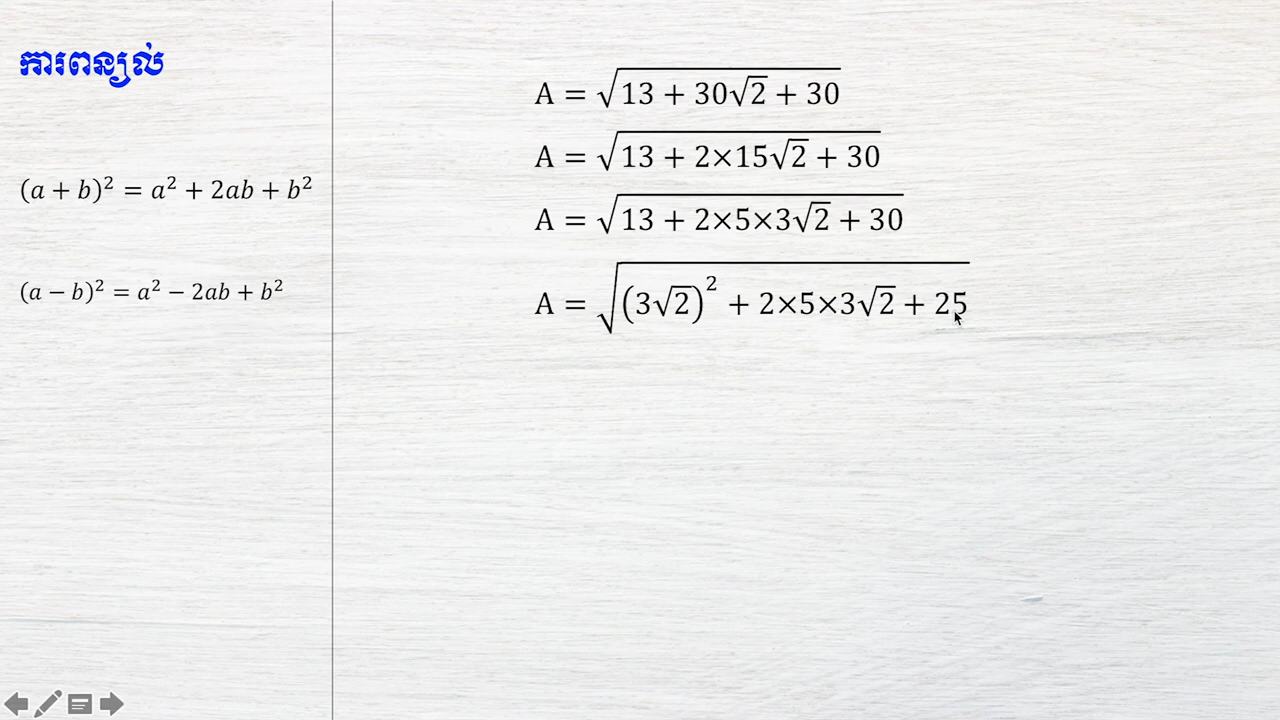 ការពន្យល់
(a + b)² = a² + 2ab + b²
(a − b)² = a² − 2ab + b²
A = √(13 + 30√2 + 30)
A = √(13 + 2×15√2 + 30)
A = √(13 + 2×5×3√2 + 30)
A = √((3√2)² + 2×5×3√2 + 25)